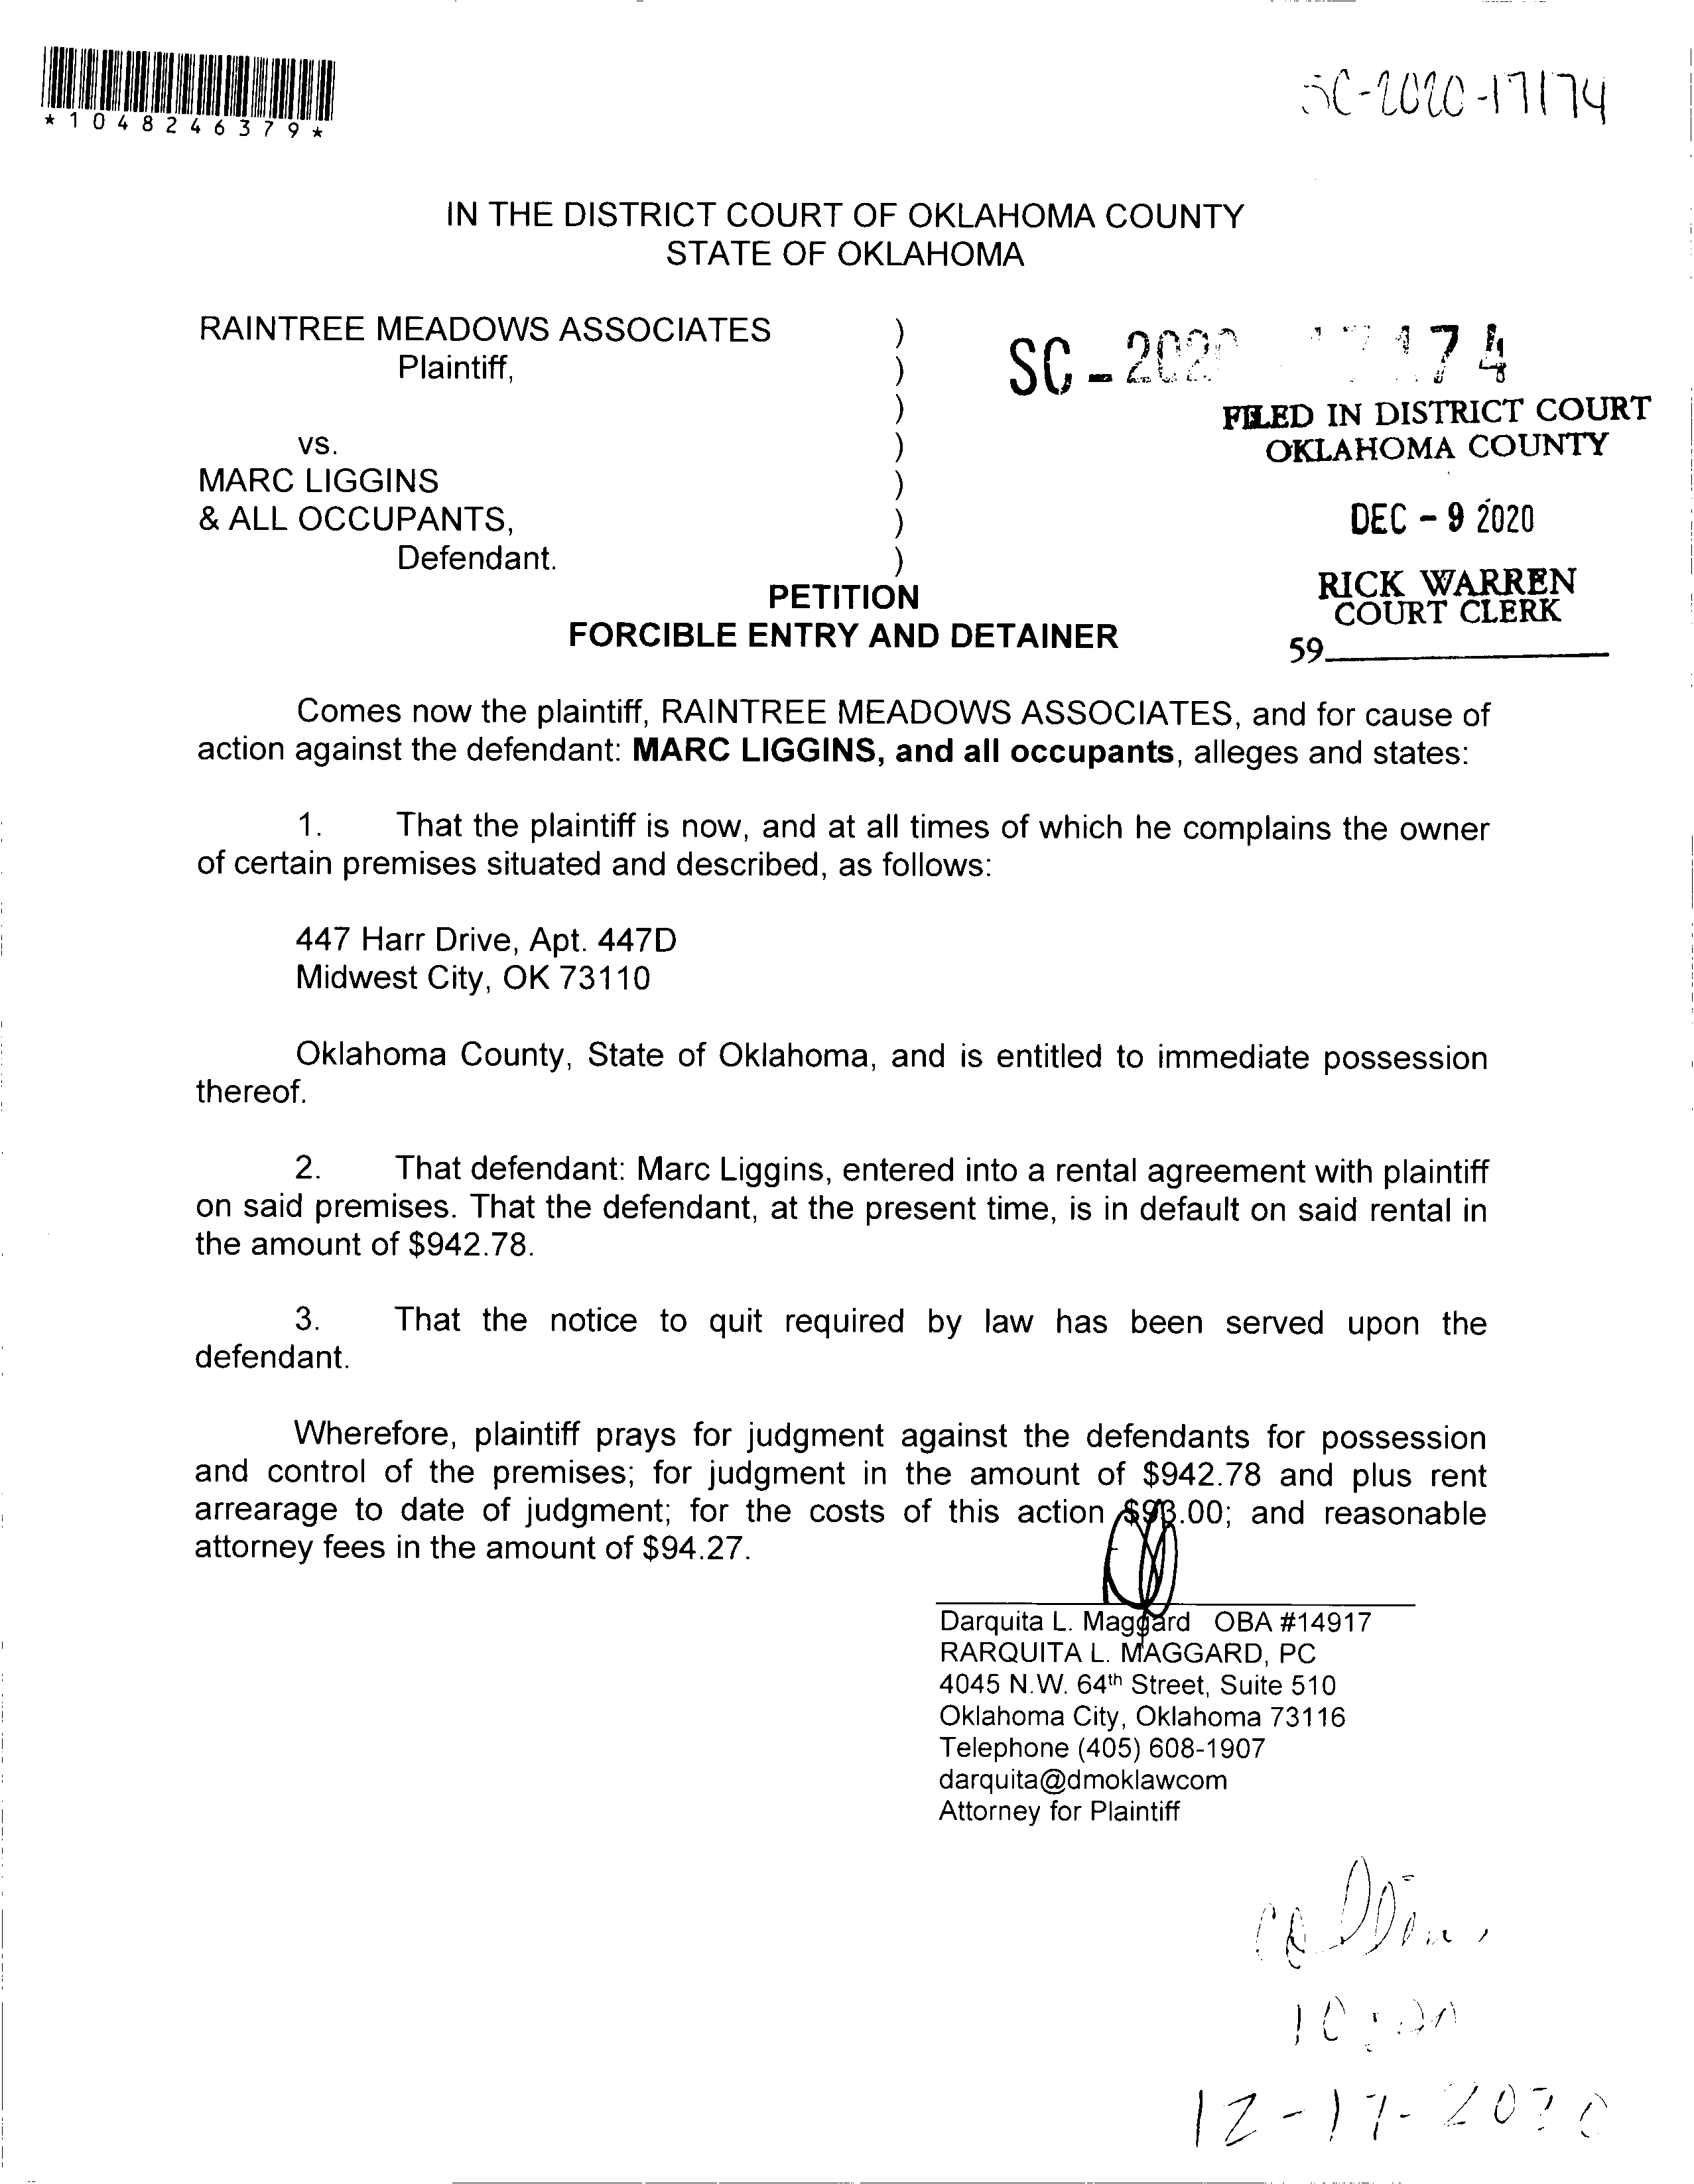 *1048246379*
SC-2020-17174
IN THE DISTRICT COURT OF OKLAHOMA COUNTY
STATE OF OKLAHOMA
RAINTREE MEADOWS ASSOCIATES )
Plaintiff, )
)
vs. )
MARC LIGGINS )
& ALL OCCUPANTS, )
Defendant. )
SC - 202 174
FILED IN DISTRICT COURT
OKLAHOMA COUNTY
DEC - 9 2020
RICK WARREN
COURT CLERK
59
PETITION
FORCIBLE ENTRY AND DETAINER
Comes now the plaintiff, RAINTREE MEADOWS ASSOCIATES, and for cause of
action against the defendant: MARC LIGGINS, and all occupants, alleges and states:
1. That the plaintiff is now, and at all times of which he complains the owner
of certain premises situated and described, as follows:
447 Harr Drive, Apt. 447D
Midwest City, OK 73110
Oklahoma County, State of Oklahoma, and is entitled to immediate possession
thereof.
2. That defendant: Marc Liggins, entered into a rental agreement with plaintiff
on said premises. That the defendant, at the present time, is in default on said rental in
the amount of $942.78.
3. That the notice to quit required by law has been served upon the
defendant.
Wherefore, plaintiff prays for judgment against the defendants for possession
and control of the premises; for judgment in the amount of $942.78 and plus rent
arrearage to date of judgment; for the costs of this action $93.00; and reasonable
attorney fees in the amount of $94.27.
Darquita L. Maggard OBA #14917
RARQUITA L. MAGGARD, PC
4045 N.W. 64th Street, Suite 510
Oklahoma City, Oklahoma 73116
Telephone (405) 608-1907
darquita@dmoklawcom
Attorney for Plaintiff
12-17-2020